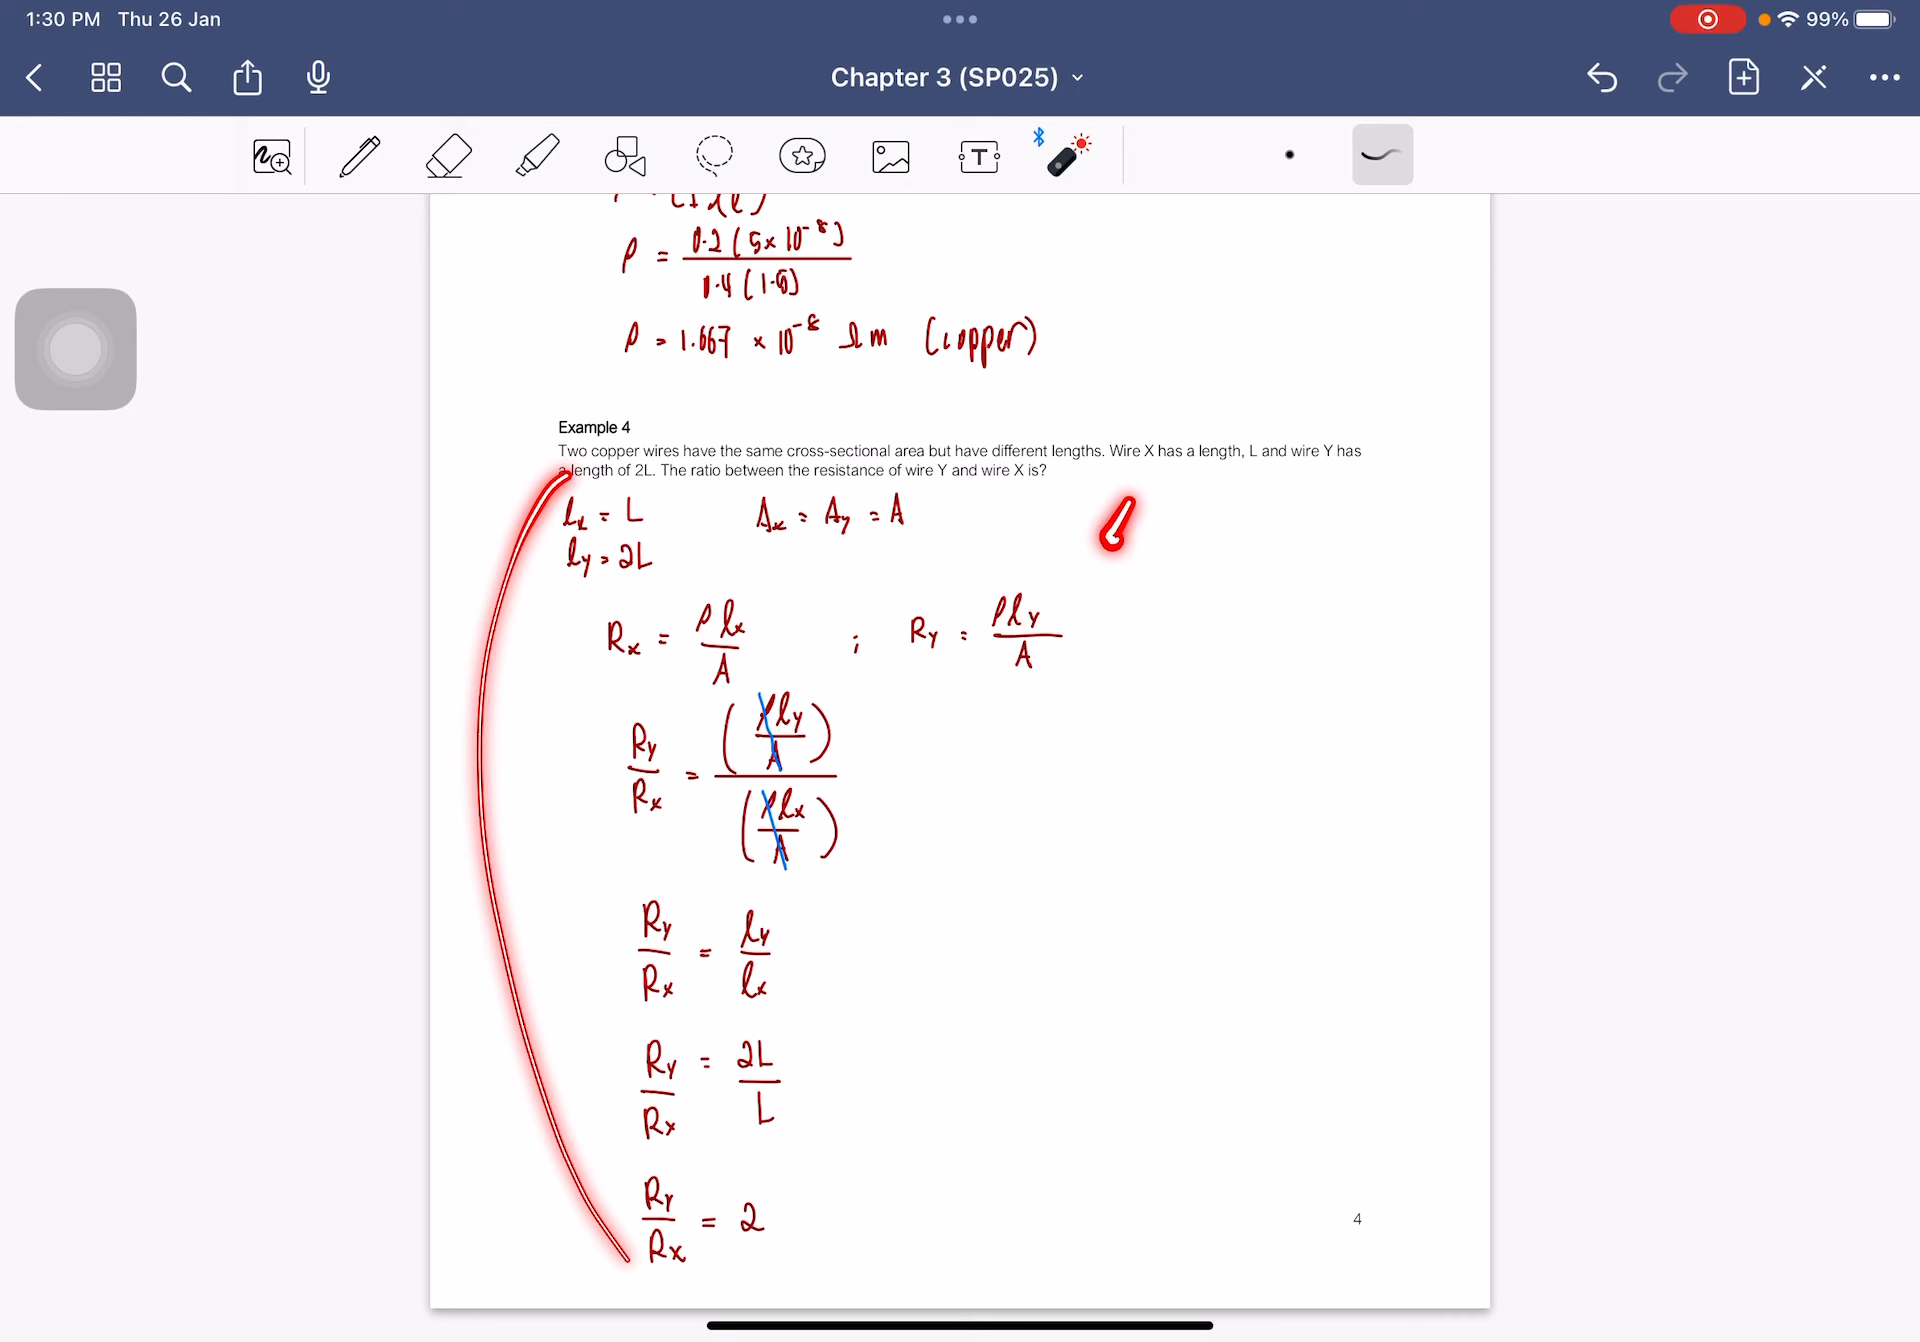 1:30 PM Thu 26 Jan
99%
Chapter 3 (SP025)
T
ρ = 0.2 ( 5 × 10⁻⁸ ) / 0.4 ( 1.5 )
ρ = 1.667 × 10⁻⁸ Ωm (copper)
Example 4
Two copper wires have the same cross-sectional area but have different lengths. Wire X has a length, L and wire Y has
a length of 2L. The ratio between the resistance of wire Y and wire X is?
lx = L Ax = Ay = A
ly = 2L
Rx = ρlx / A ; Ry = ρly / A
Ry / Rx = ( ρly / A ) / ( ρlx / A )
Ry / Rx = ly / lx
Ry / Rx = 2L / L
Ry / Rx = 2
4